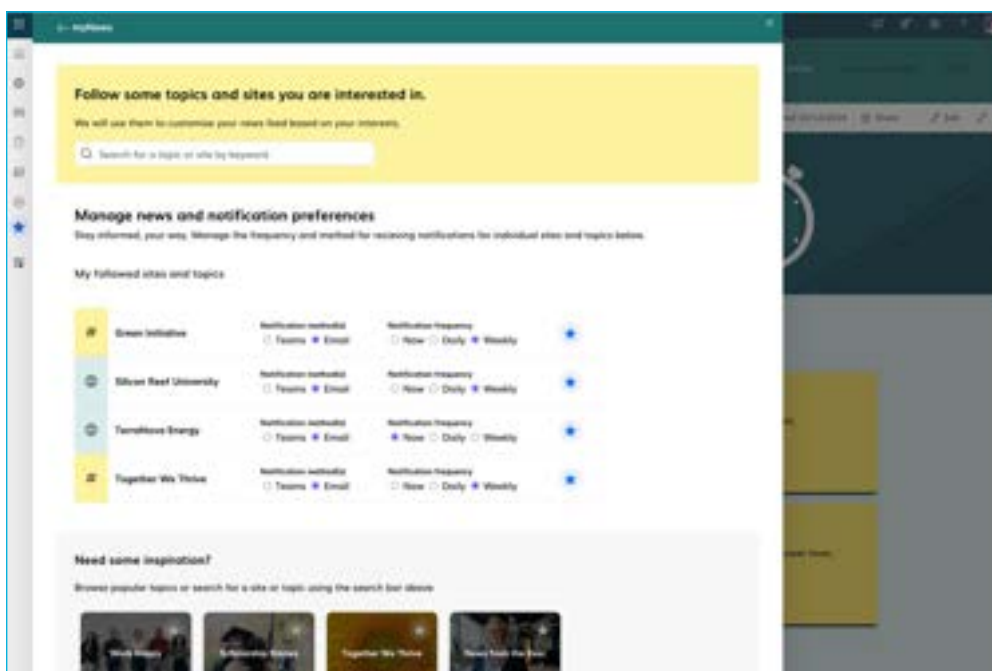 myNews
Follow some topics and sites you are interested in.
We will use them to customise your news feed based on your interests.
Search for a topic or site by keyword
Manage news and notification preferences
Stay informed, your way. Manage the frequency and method for receiving notifications for individual sites and topics below.
My followed sites and topics
Notification method(s) Notification frequency
Green Initiative Teams Email Now Daily Weekly
Notification method(s) Notification frequency
Silicon Reef University Teams Email Now Daily Weekly
Notification method(s) Notification frequency
TerraNova Energy Teams Email Now Daily Weekly
Notification method(s) Notification frequency
Together We Thrive Teams Email Now Daily Weekly
Need some inspiration?
Browse popular topics or search for a site or topic using the search bar above
Together We Thrive
Share
Edit